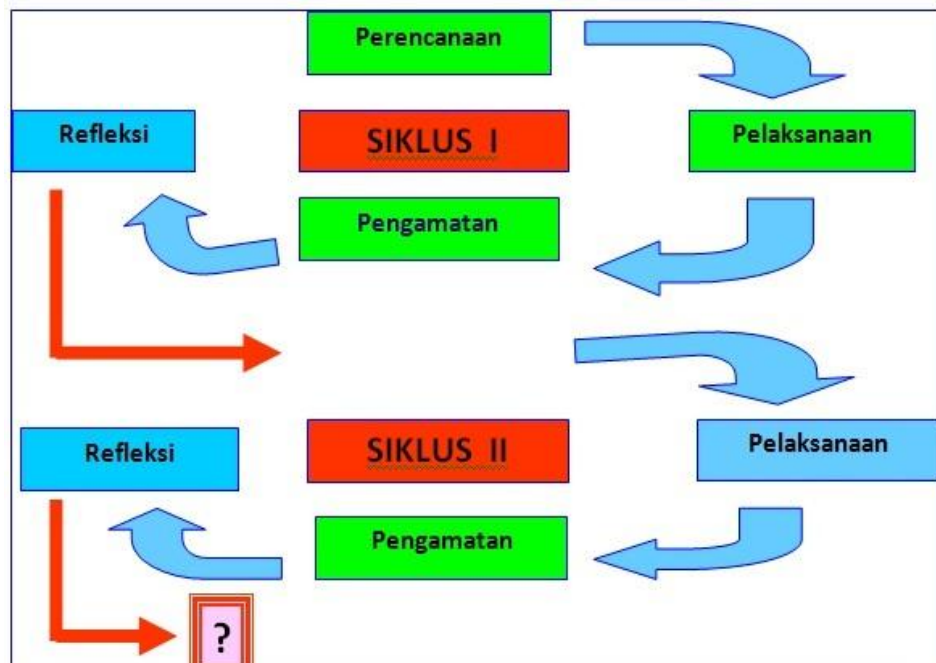 Perencanaan
Refleksi
SIKLUS I
Pelaksanaan
Pengamatan
Refleksi
SIKLUS II
Pelaksanaan
Pengamatan
?